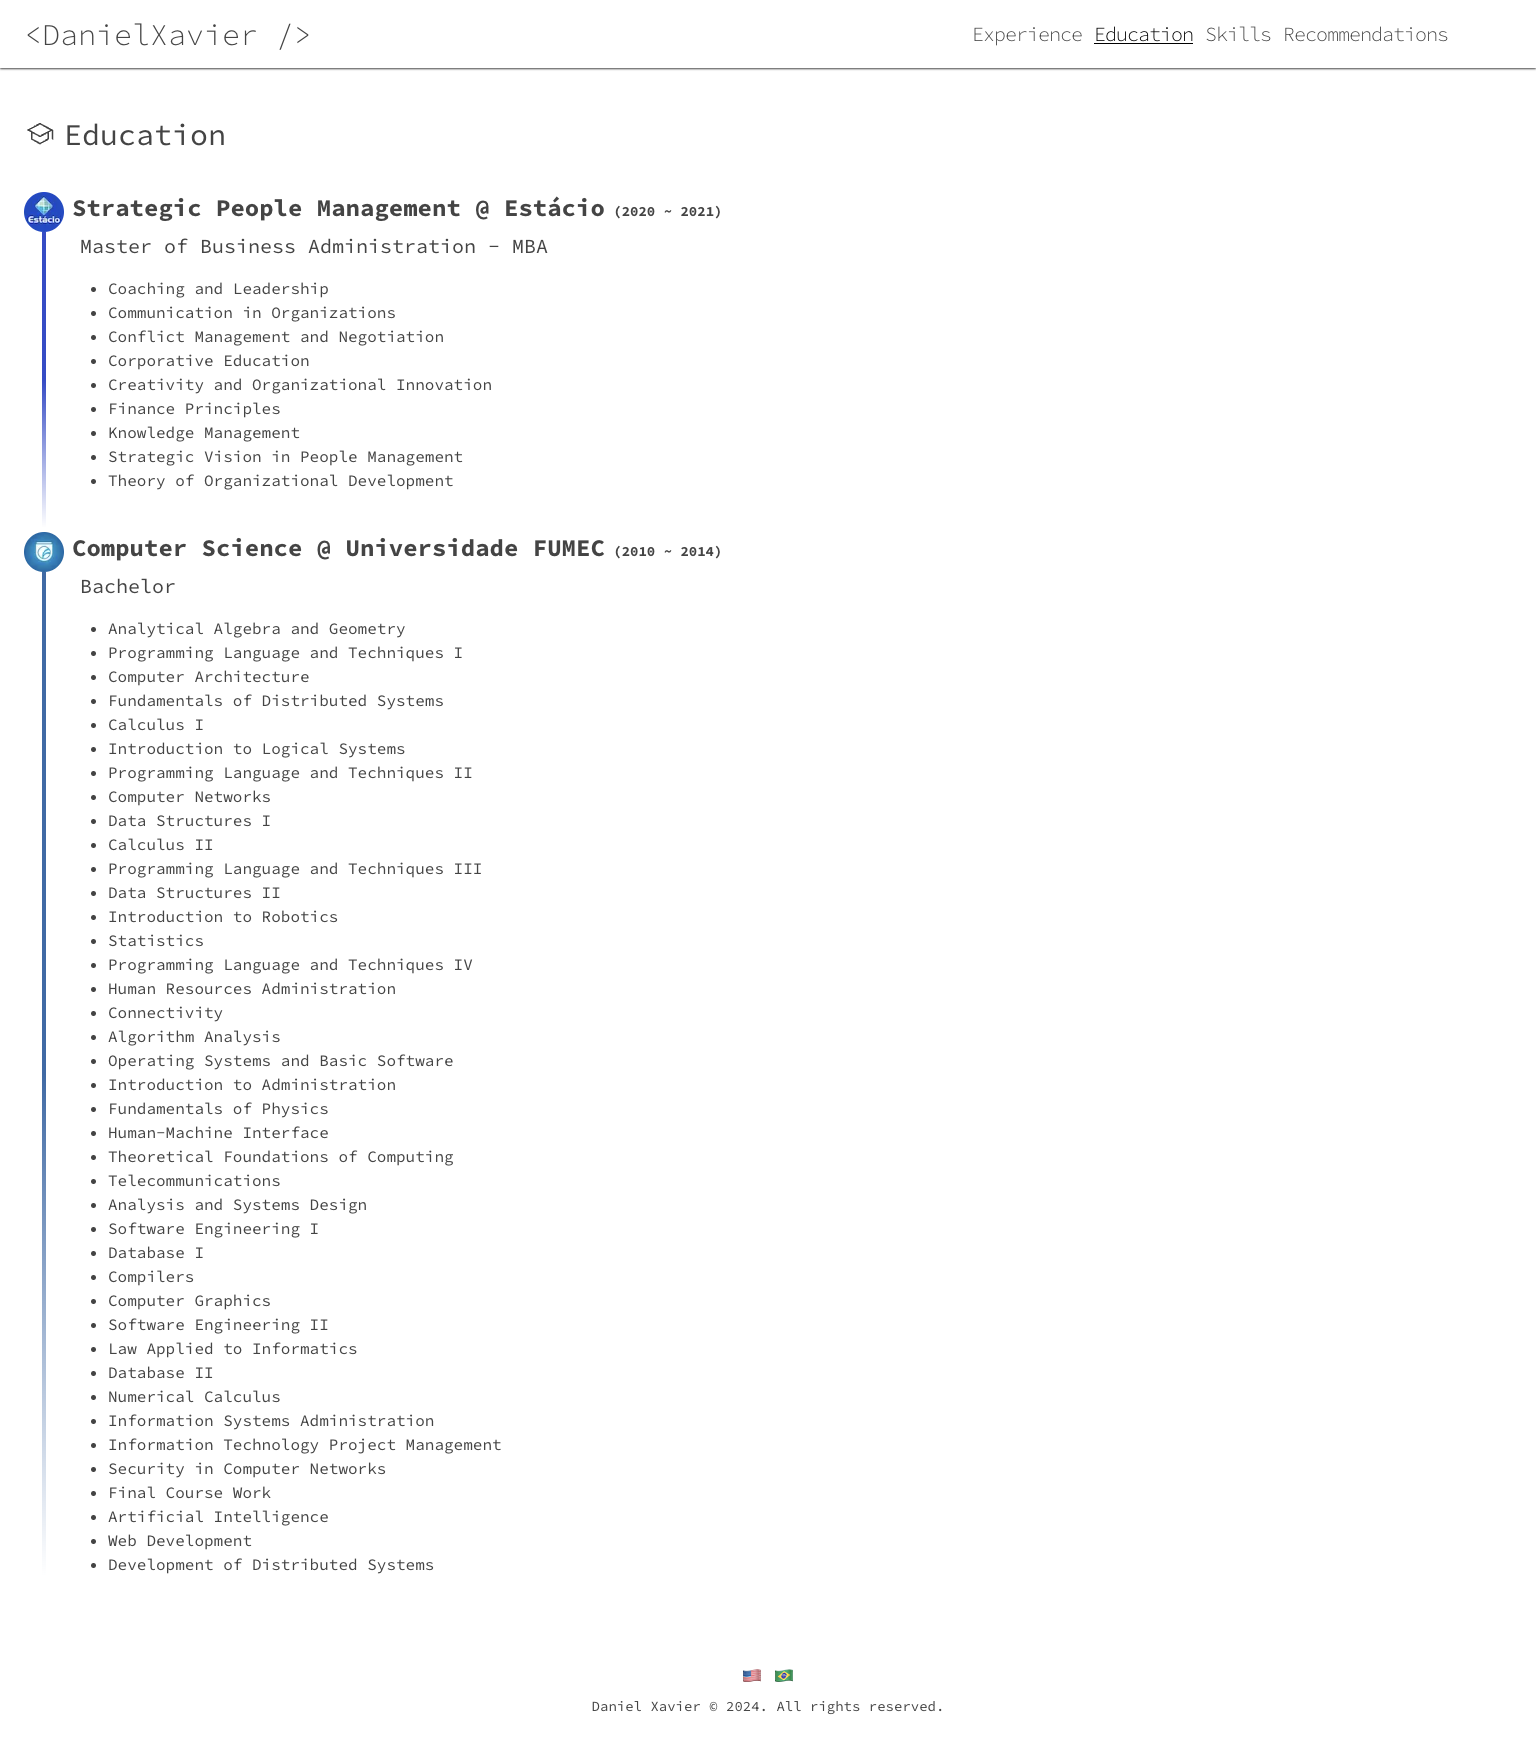 <DanielXavier />
Experience Education Skills Recommendations
Education
Estácio
Strategic People Management @ Estácio (2020 ~ 2021)
Master of Business Administration - MBA
• Coaching and Leadership
• Communication in Organizations
• Conflict Management and Negotiation
• Corporative Education
• Creativity and Organizational Innovation
• Finance Principles
• Knowledge Management
• Strategic Vision in People Management
• Theory of Organizational Development
Computer Science @ Universidade FUMEC (2010 ~ 2014)
Bachelor
• Analytical Algebra and Geometry
• Programming Language and Techniques I
• Computer Architecture
• Fundamentals of Distributed Systems
• Calculus I
• Introduction to Logical Systems
• Programming Language and Techniques II
• Computer Networks
• Data Structures I
• Calculus II
• Programming Language and Techniques III
• Data Structures II
• Introduction to Robotics
• Statistics
• Programming Language and Techniques IV
• Human Resources Administration
• Connectivity
• Algorithm Analysis
• Operating Systems and Basic Software
• Introduction to Administration
• Fundamentals of Physics
• Human-Machine Interface
• Theoretical Foundations of Computing
• Telecommunications
• Analysis and Systems Design
• Software Engineering I
• Database I
• Compilers
• Computer Graphics
• Software Engineering II
• Law Applied to Informatics
• Database II
• Numerical Calculus
• Information Systems Administration
• Information Technology Project Management
• Security in Computer Networks
• Final Course Work
• Artificial Intelligence
• Web Development
• Development of Distributed Systems
Daniel Xavier © 2024. All rights reserved.